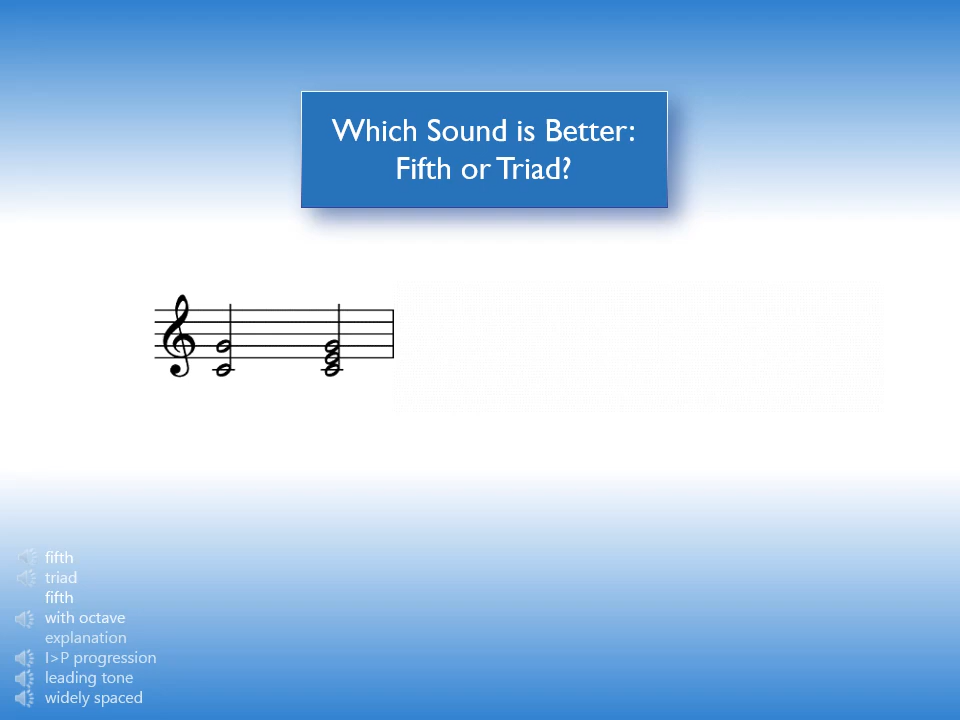 Which Sound is Better:
Fifth or Triad?
fifth
triad
fifth
with octave
explanation
I>P progression
leading tone
widely spaced